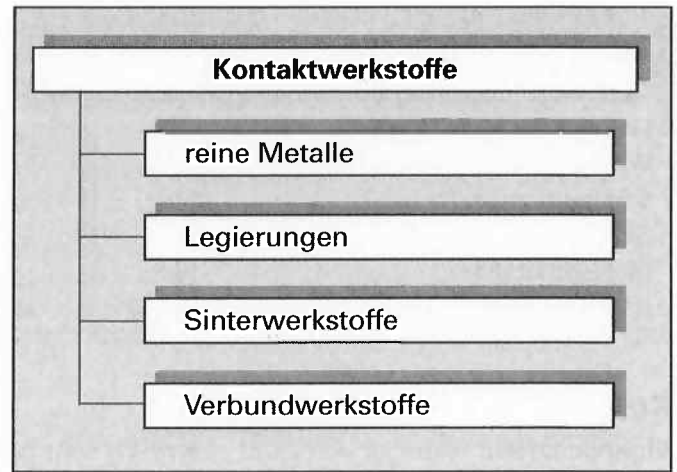 Kontaktwerkstoffe
reine Metalle
Legierungen
Sinterwerkstoffe
Verbundwerkstoffe